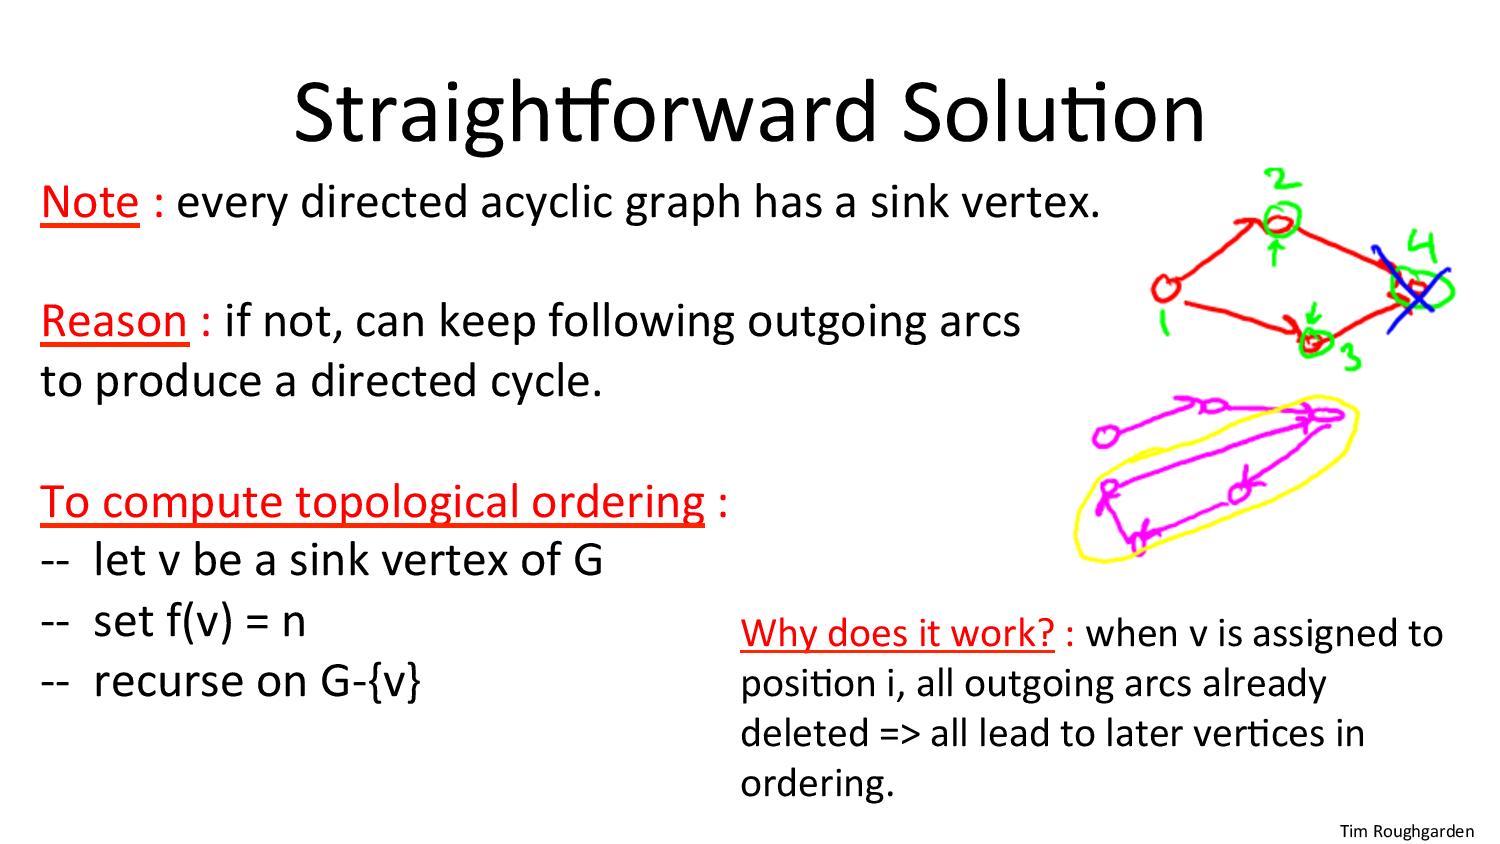 Straightforward Solution
Note : every directed acyclic graph has a sink vertex.
Reason : if not, can keep following outgoing arcs
to produce a directed cycle.
To compute topological ordering :
-- let v be a sink vertex of G
-- set f(v) = n
-- recurse on G-{v}
2
4
1
3
Why does it work? : when v is assigned to
position i, all outgoing arcs already
deleted => all lead to later vertices in
ordering.
Tim Roughgarden